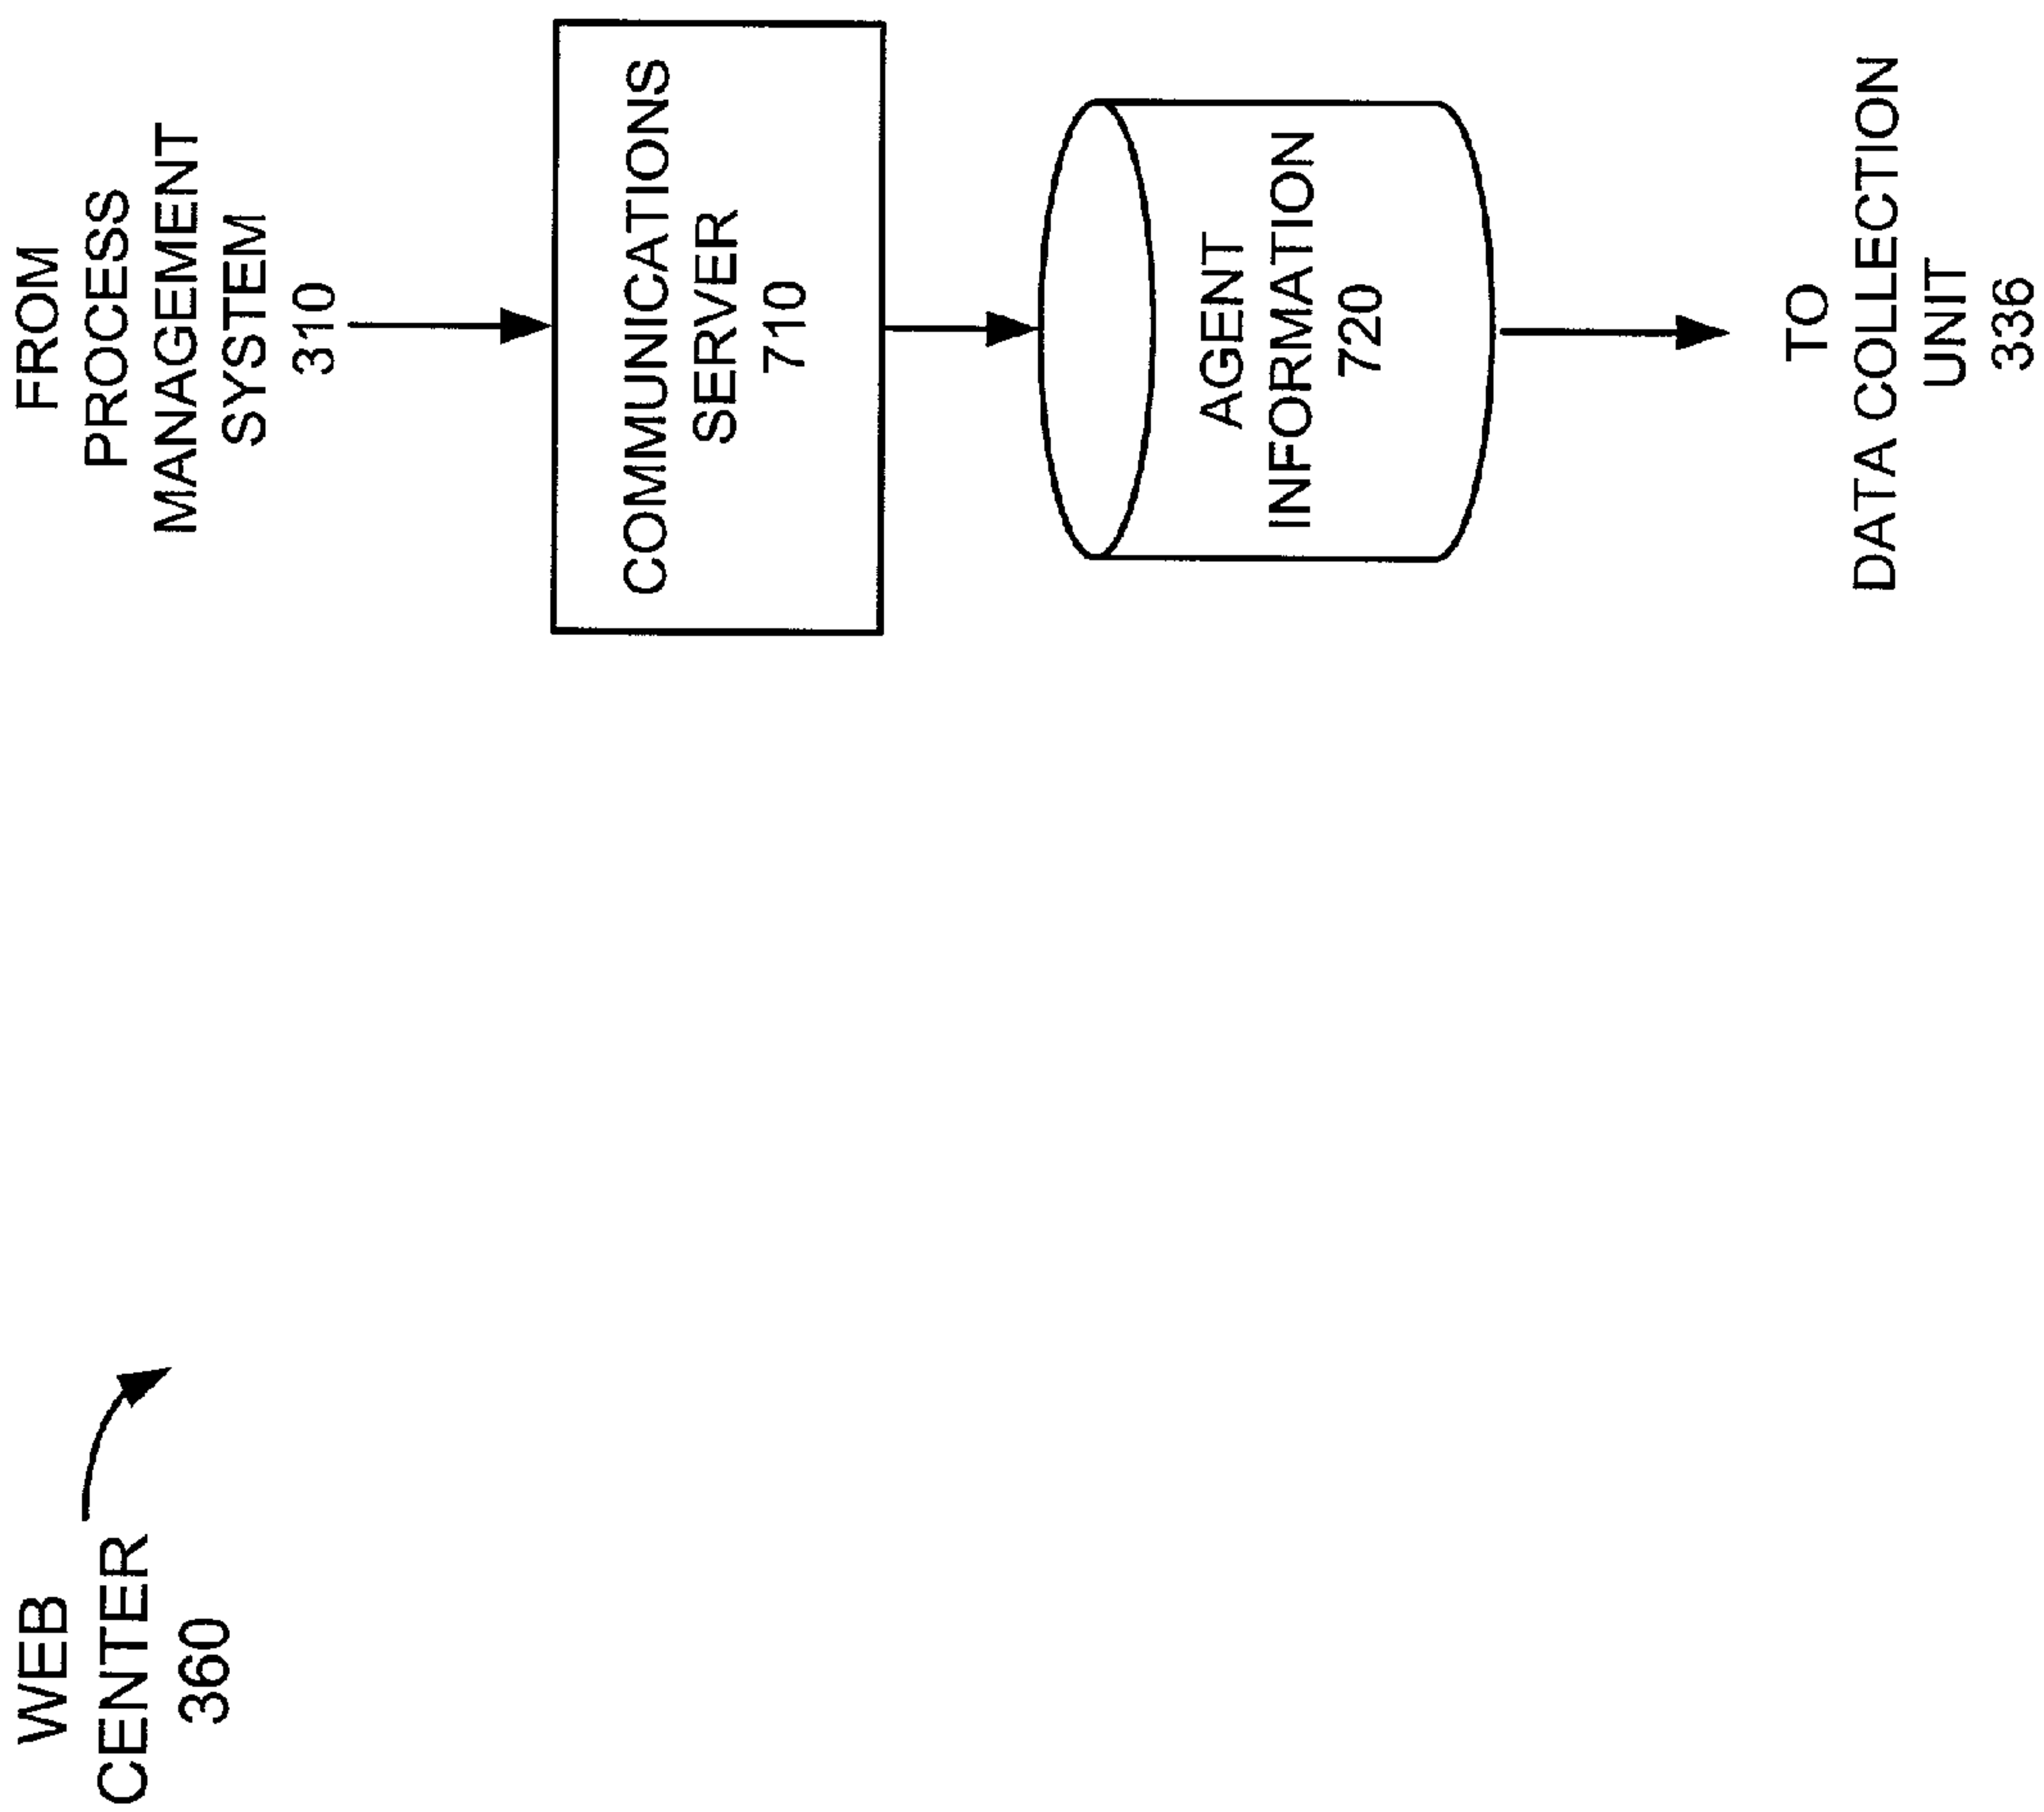 WEB
CENTER
360
FROM
PROCESS
MANAGEMENT
SYSTEM
310
COMMUNICATIONS
SERVER
710
AGENT
INFORMATION
720
TO
DATA COLLECTION
UNIT
336